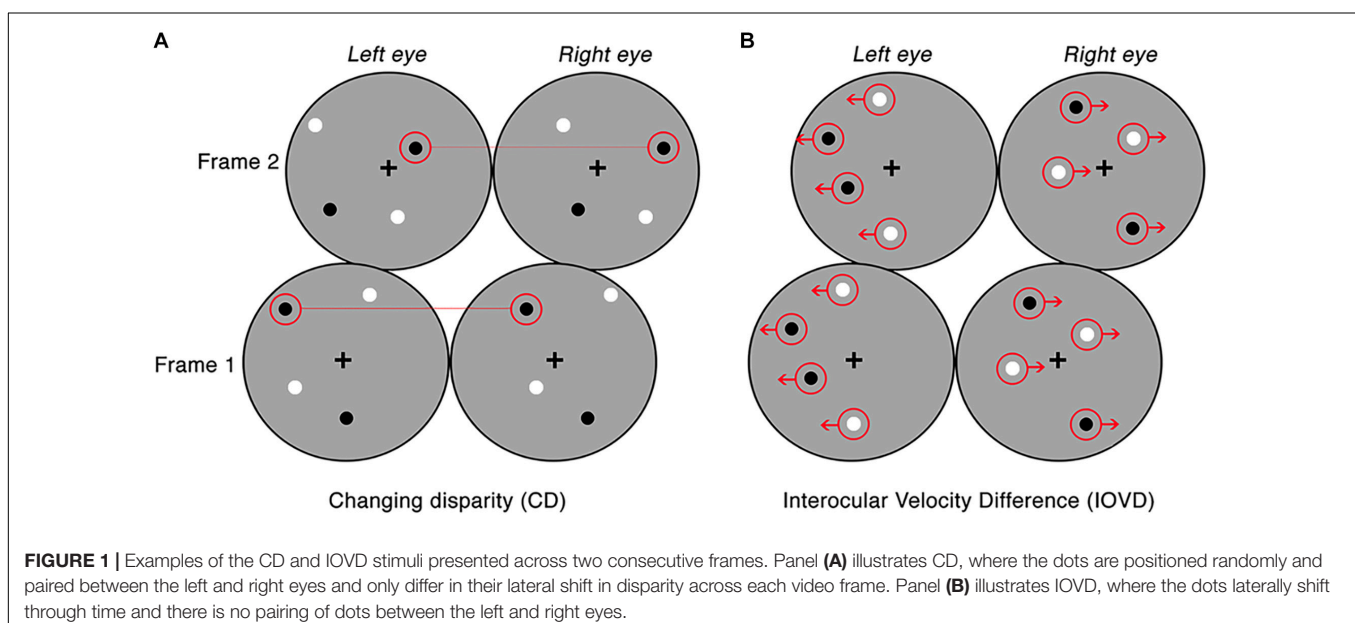 A
B
Left eye
Right eye
Left eye
Right eye
Frame 2
Frame 1
Changing disparity (CD)
Interocular Velocity Difference (IOVD)
FIGURE 1 | Examples of the CD and IOVD stimuli presented across two consecutive frames. Panel (A) illustrates CD, where the dots are positioned randomly and
paired between the left and right eyes and only differ in their lateral shift in disparity across each video frame. Panel (B) illustrates IOVD, where the dots laterally shift
through time and there is no pairing of dots between the left and right eyes.